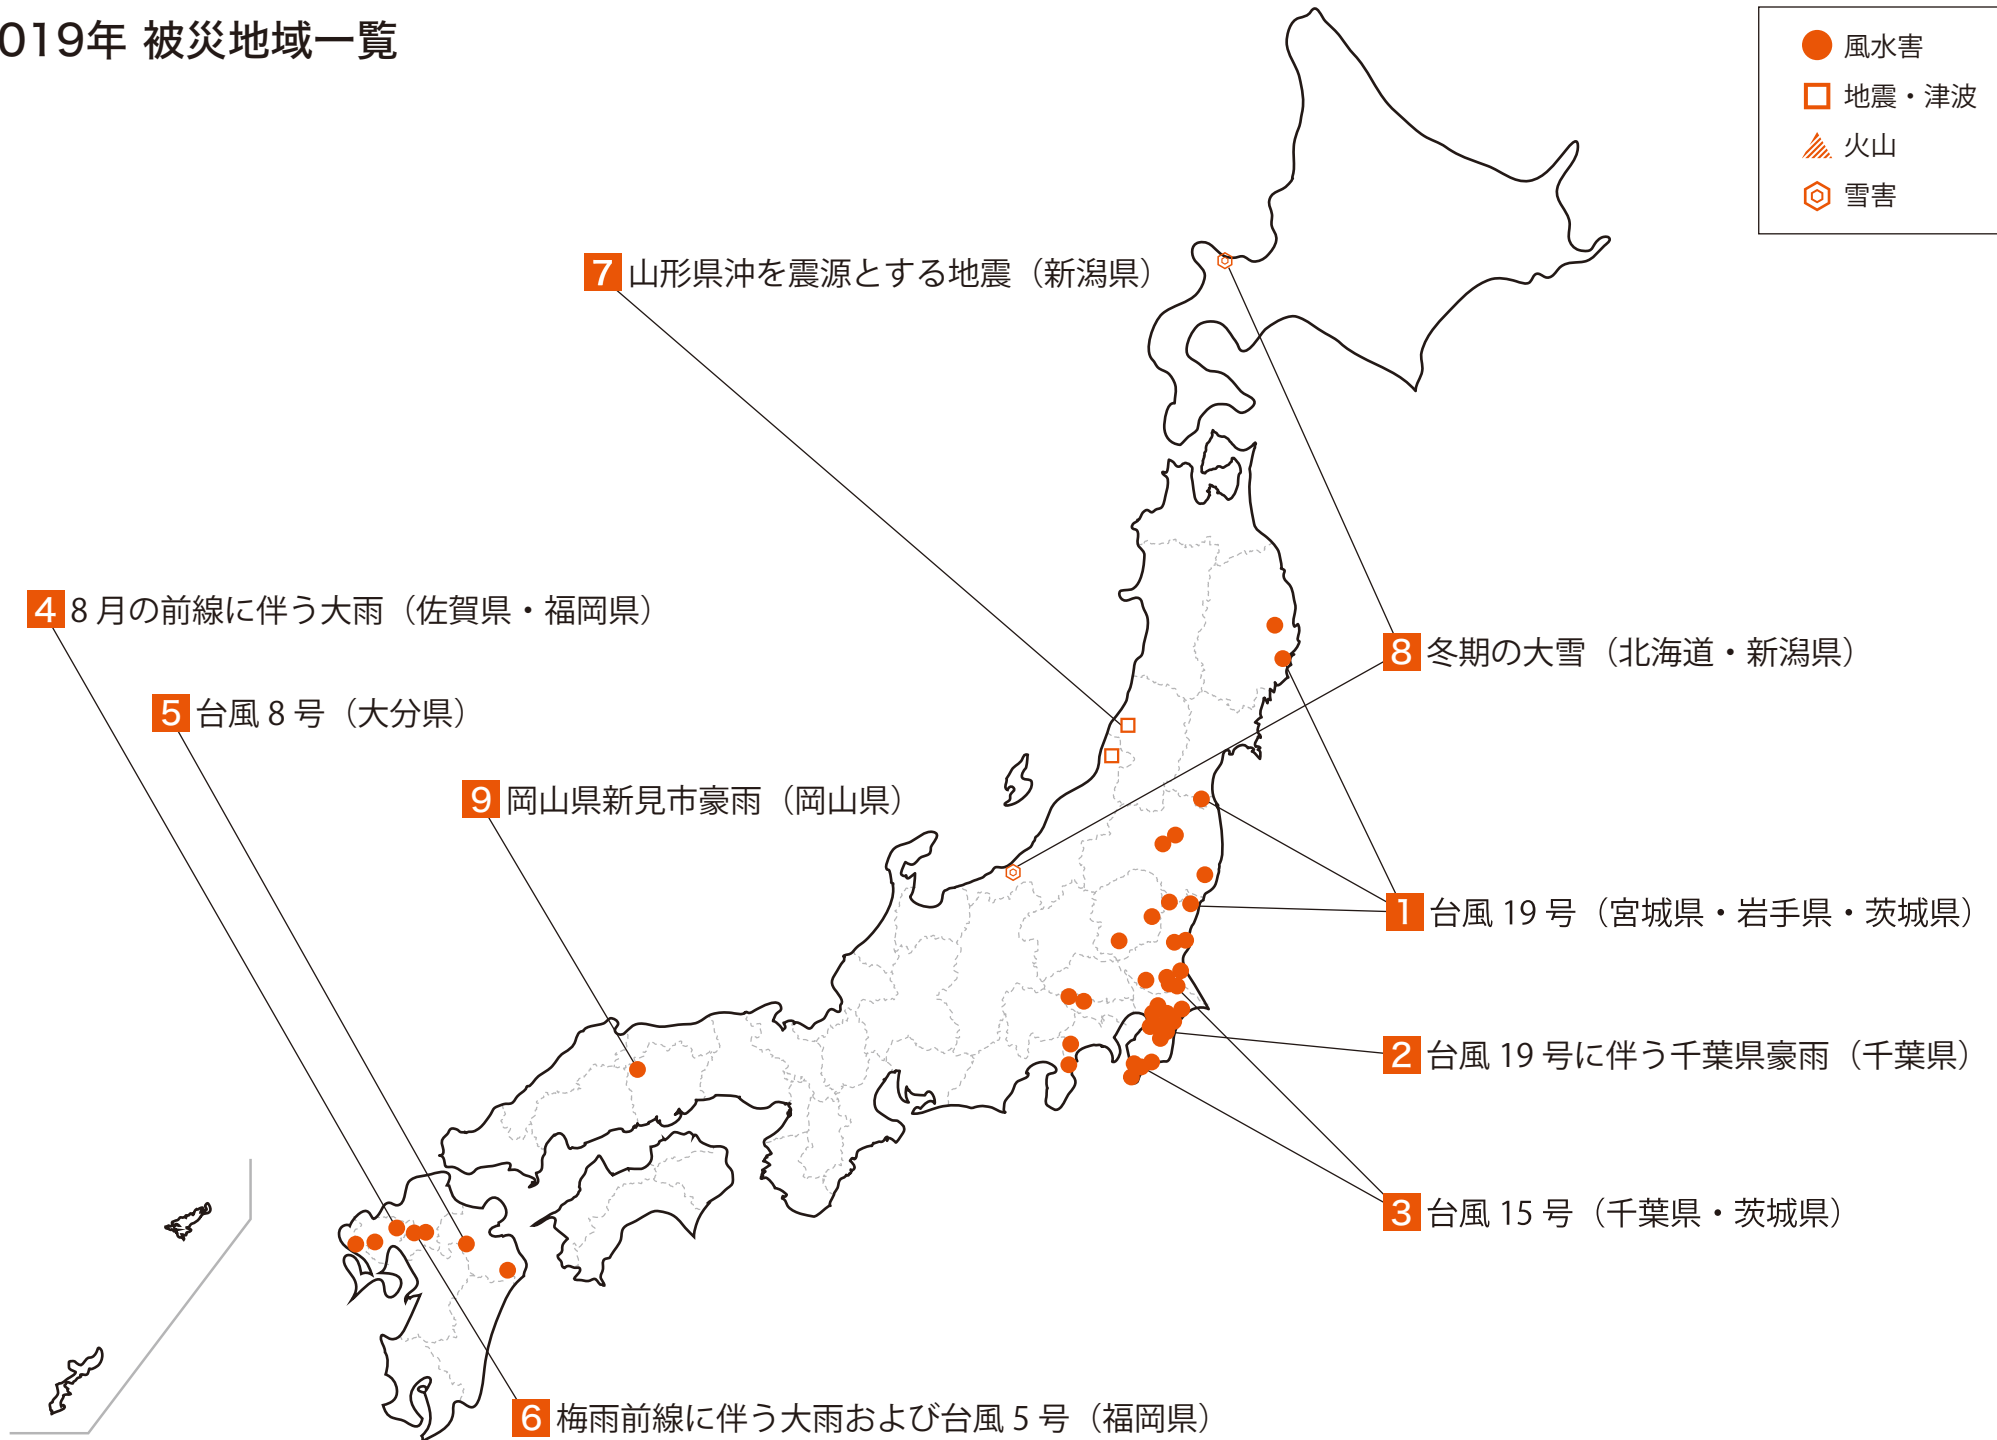 019年 被災地域一覧
風水害
地震・津波
火山
雪害
7 山形県沖を震源とする地震（新潟県）
4 8月の前線に伴う大雨（佐賀県・福岡県）
8 冬期の大雪（北海道・新潟県）
5 台風8号（大分県）
9 岡山県新見市豪雨（岡山県）
1 台風19号（宮城県・岩手県・茨城県）
2 台風19号に伴う千葉県豪雨（千葉県）
3 台風15号（千葉県・茨城県）
6 梅雨前線に伴う大雨および台風5号（福岡県）